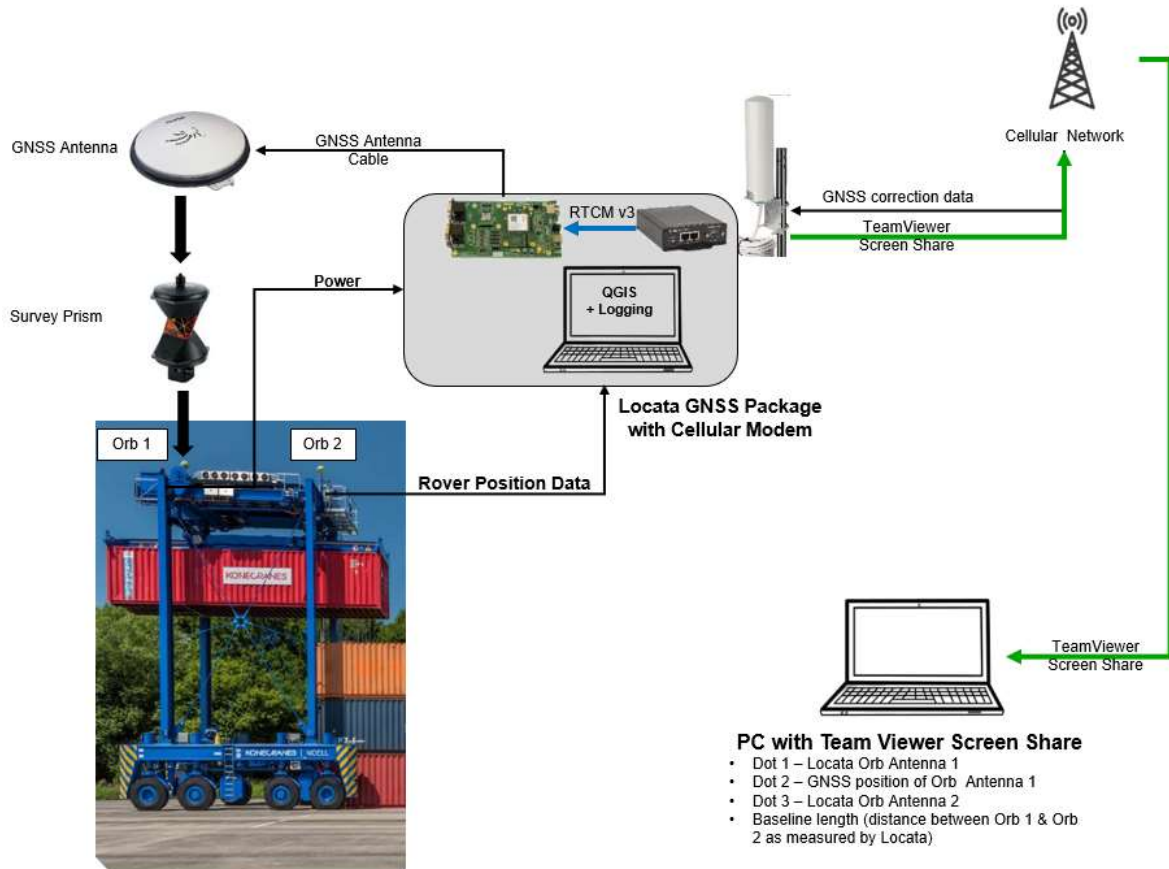 GNSS Antenna
GNSS Antenna
Cable
Cellular Network
GNSS correction data
TeamViewer
Screen Share
RTCM v3
Power
QGIS
+ Logging
Survey Prism
Locata GNSS Package
with Cellular Modem
Orb 1
Orb 2
Rover Position Data
KONECRANES
KONECRANES
TeamViewer
Screen Share
PC with Team Viewer Screen Share
• Dot 1 – Locata Orb Antenna 1
• Dot 2 – GNSS position of Orb Antenna 1
• Dot 3 – Locata Orb Antenna 2
• Baseline length (distance between Orb 1 & Orb
2 as measured by Locata)